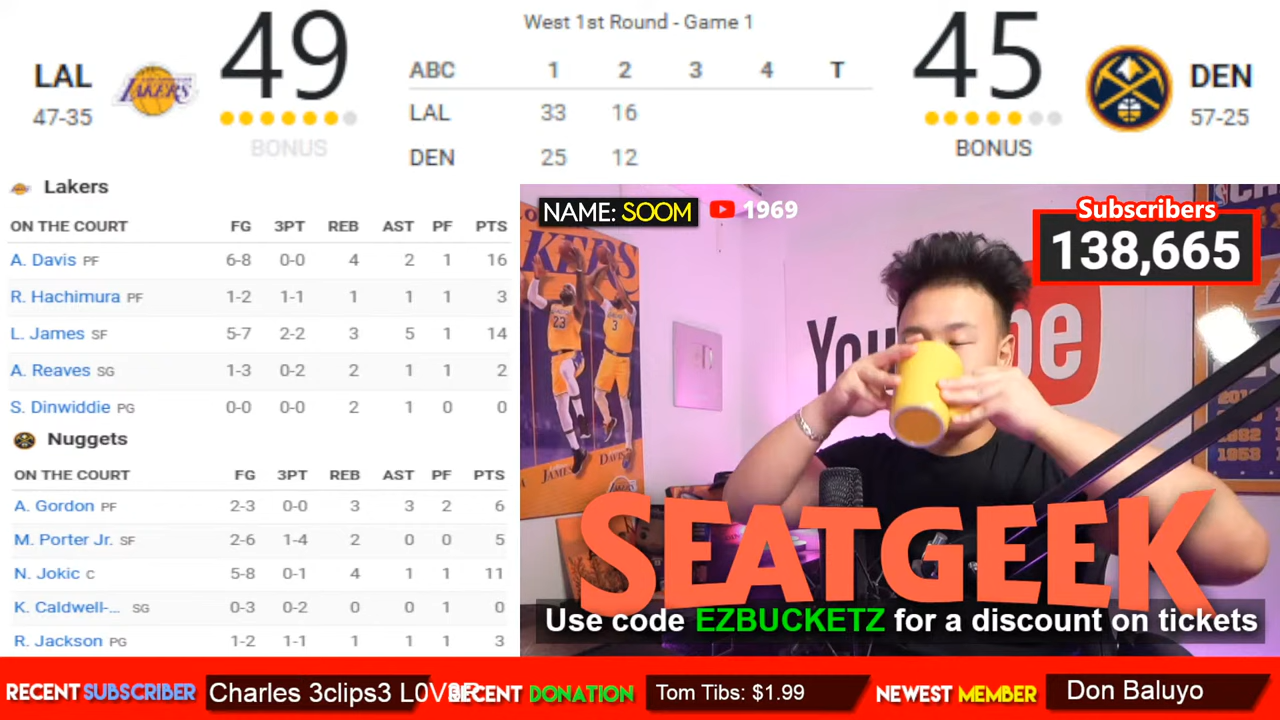 West 1st Round - Game 1
LAL 47-35
LAKERS
49
BONUS
ABC 1 2 3 4 T
LAL 33 16
DEN 25 12
45
BONUS
DEN 57-25
Lakers
ON THE COURT FG 3PT REB AST PF PTS
A. Davis PF 6-8 0-0 4 2 1 16
R. Hachimura PF 1-2 1-1 1 1 1 3
L. James SF 5-7 2-2 3 5 1 14
A. Reaves SG 1-3 0-2 2 1 1 2
S. Dinwiddie PG 0-0 0-0 2 1 0 0
Nuggets
ON THE COURT FG 3PT REB AST PF PTS
A. Gordon PF 2-3 0-0 3 3 2 6
M. Porter Jr. SF 2-6 1-4 2 0 0 5
N. Jokic C 5-8 0-1 4 1 1 11
K. Caldwell-... SG 0-3 0-2 0 0 1 0
R. Jackson PG 1-2 1-1 1 1 1 3
NAME: SOOM
1969
Subscribers
138,665
KERS
23
3
JAMES DAVIS
YouTube
SEATGEEK
Use code EZBUCKETZ for a discount on tickets
RECENT SUBSCRIBER
Charles 3clips3 L0V3R
RECENT DONATION
Tom Tibs: $1.99
NEWEST MEMBER
Don Baluyo